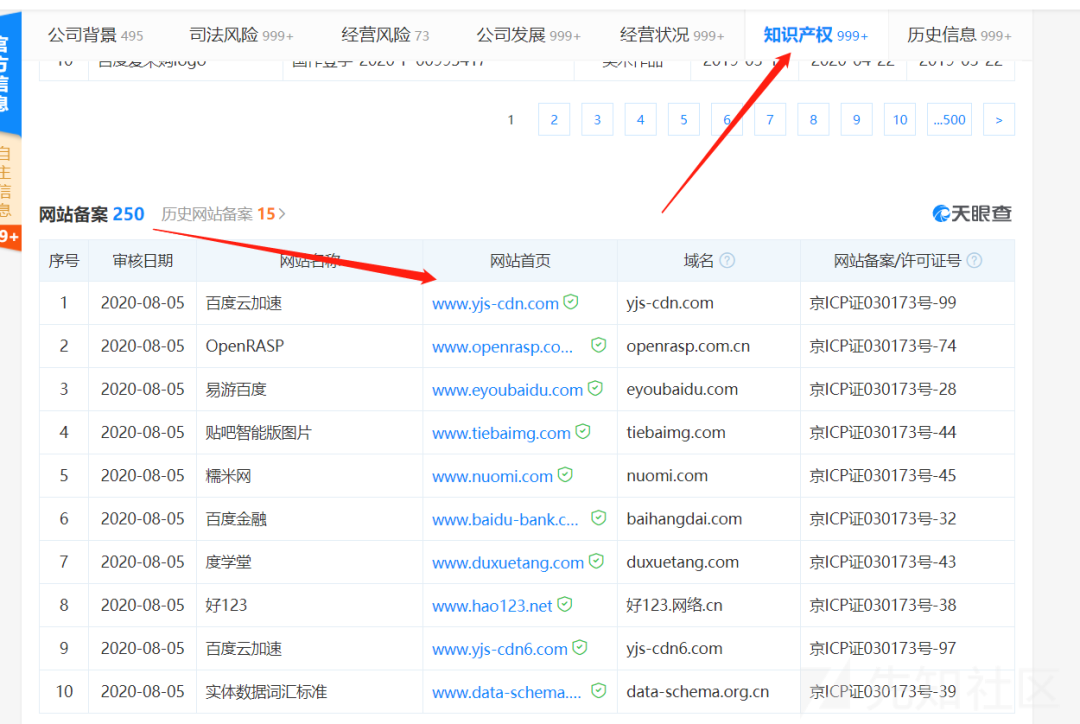 公司背景 495 司法风险 999+ 经营风险 73 公司发展 999+ 经营状况 999+ 知识产权 999+ 历史信息 999+
官方信息
自主信息
9+
1 2 3 4 5 6 7 8 9 10 ...500 >
网站备案 250 历史网站备案 15 > 天眼查
序号 审核日期 网站名称 网站首页 域名 ? 网站备案/许可证号 ?
1 2020-08-05 百度云加速 www.yjs-cdn.com yjs-cdn.com 京ICP证030173号-99
2 2020-08-05 OpenRASP www.openrasp.co... openrasp.com.cn 京ICP证030173号-74
3 2020-08-05 易游百度 www.eyoubaidu.com eyoubaidu.com 京ICP证030173号-28
4 2020-08-05 贴吧智能版图片 www.tiebaimg.com tiebaimg.com 京ICP证030173号-44
5 2020-08-05 糯米网 www.nuomi.com nuomi.com 京ICP证030173号-45
6 2020-08-05 百度金融 www.baidu-bank.c... baihangdai.com 京ICP证030173号-32
7 2020-08-05 度学堂 www.duxuetang.com duxuetang.com 京ICP证030173号-43
8 2020-08-05 好123 www.hao123.net 好123.网络.cn 京ICP证030173号-38
9 2020-08-05 百度云加速 www.yjs-cdn6.com yjs-cdn6.com 京ICP证030173号-97
10 2020-08-05 实体数据词汇标准 www.data-schema.... data-schema.org.cn 京ICP证030173号-39
先知社区